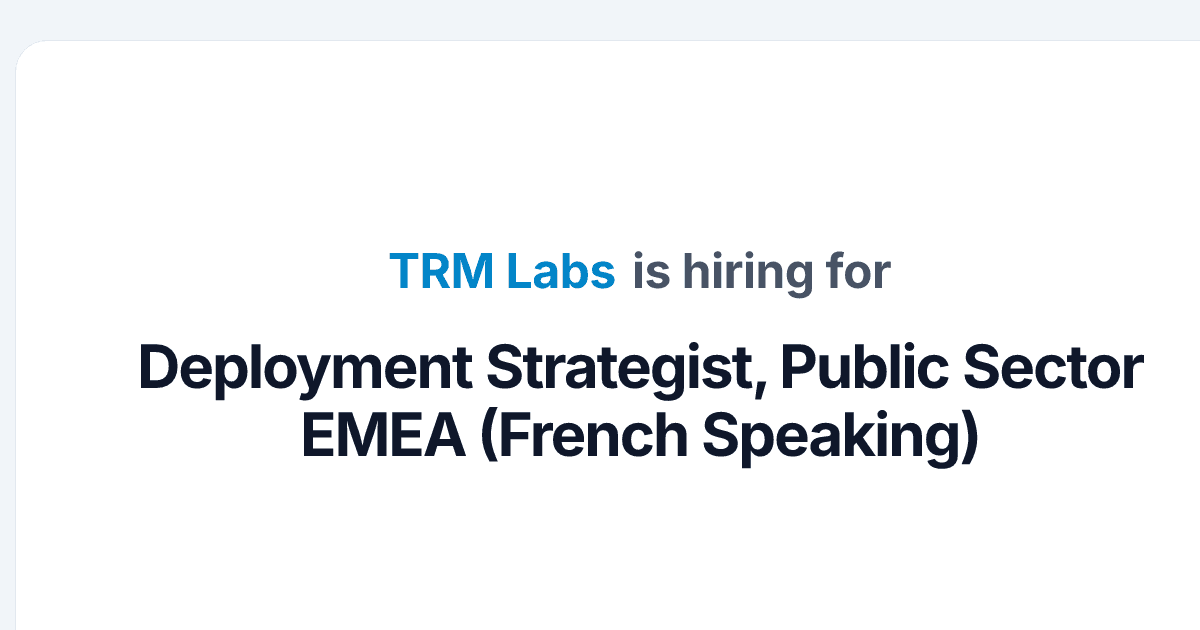 TRM Labs is hiring for
Deployment Strategist, Public Sector
EMEA (French Speaking)